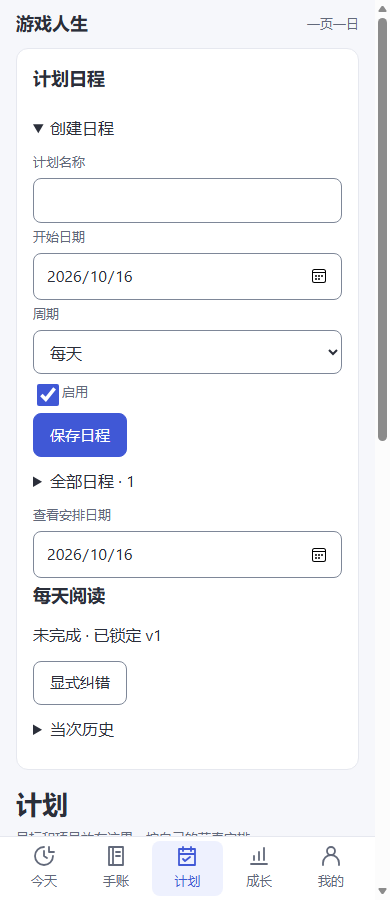 游戏人生
一页一日
计划日程
▼ 创建日程
计划名称
开始日期
2026/10/16
周期
每天
启用
保存日程
▶ 全部日程 · 1
查看安排日期
2026/10/16
每天阅读
未完成 · 已锁定 v1
显式纠错
▶ 当次历史
计划
今天
手账
计划
成长
我的